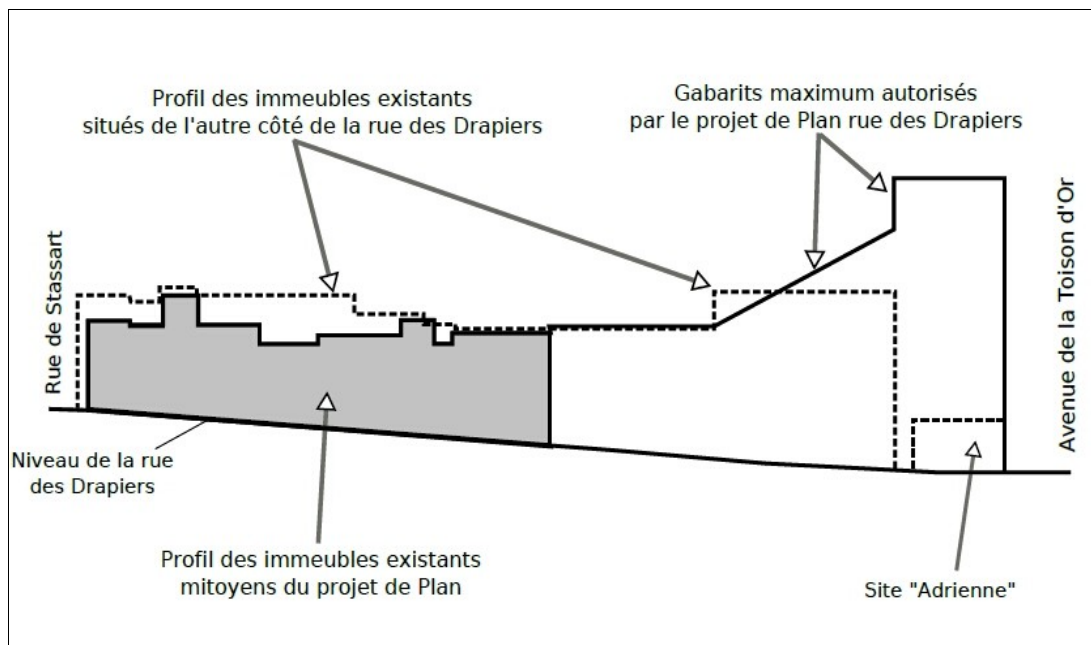 Profil des immeubles existants
situés de l'autre côté de la rue des Drapiers
Gabarits maximum autorisés
par le projet de Plan rue des Drapiers
Rue de Stassart
Avenue de la Toison d'Or
Niveau de la rue
des Drapiers
Profil des immeubles existants
mitoyens du projet de Plan
Site "Adrienne"